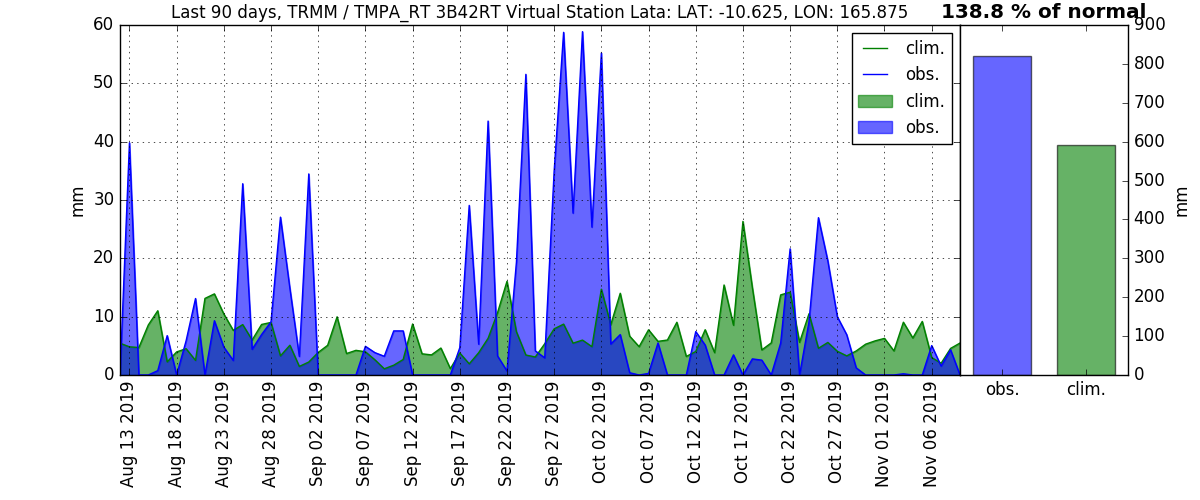 Last 90 days, TRMM / TMPA_RT 3B42RT Virtual Station Lata: LAT: -10.625, LON: 165.875
138.8 % of normal
60
50
40
30
20
10
0
mm
clim.
obs.
clim.
obs.
900
800
700
600
500
400
300
200
100
0
mm
obs.
clim.
Aug 13 2019
Aug 18 2019
Aug 23 2019
Aug 28 2019
Sep 02 2019
Sep 07 2019
Sep 12 2019
Sep 17 2019
Sep 22 2019
Sep 27 2019
Oct 02 2019
Oct 07 2019
Oct 12 2019
Oct 17 2019
Oct 22 2019
Oct 27 2019
Nov 01 2019
Nov 06 2019